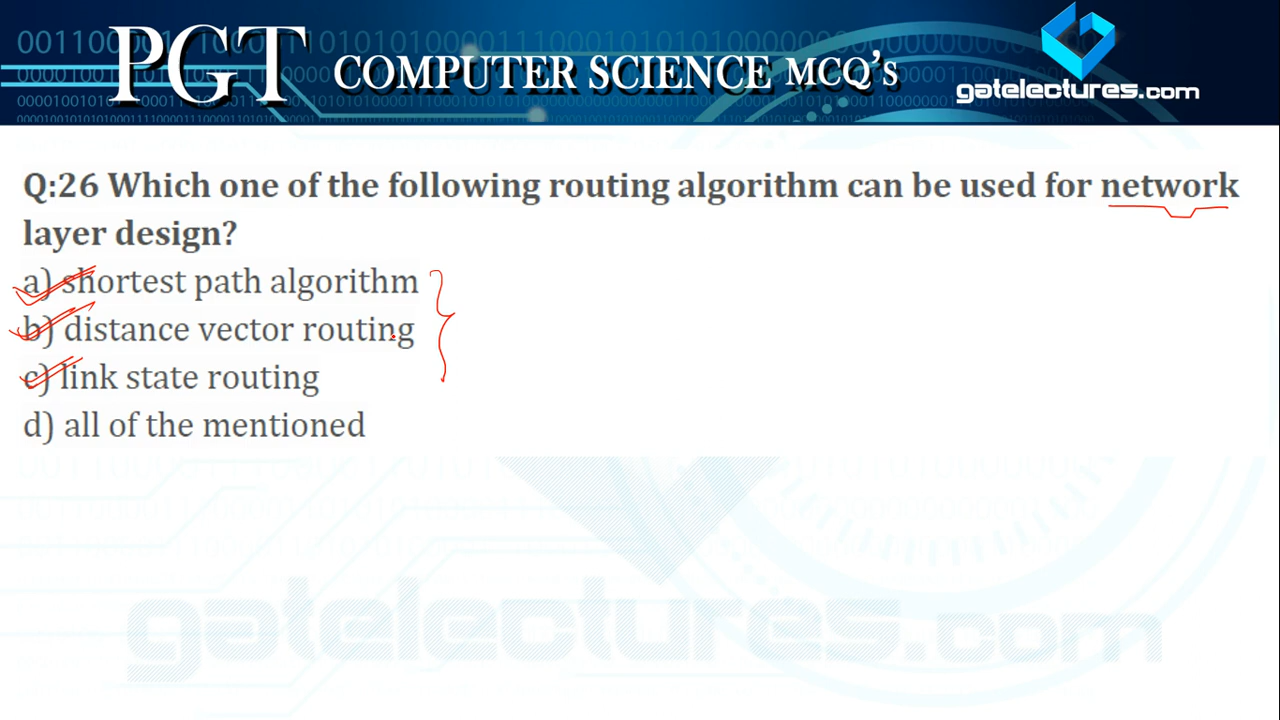 PGT COMPUTER SCIENCE MCQ's
gatelectures.com
Q:26 Which one of the following routing algorithm can be used for network
layer design?
a) shortest path algorithm
b) distance vector routing
c) link state routing
d) all of the mentioned
gatelectures.com